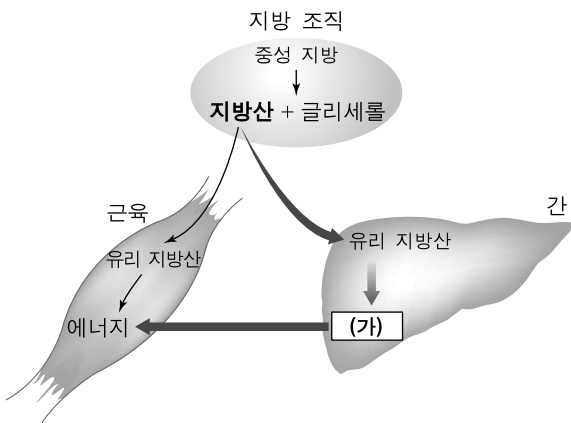 지방 조직
중성 지방
지방산 + 글리세롤
근육
간
유리 지방산
유리 지방산
에너지
(가)